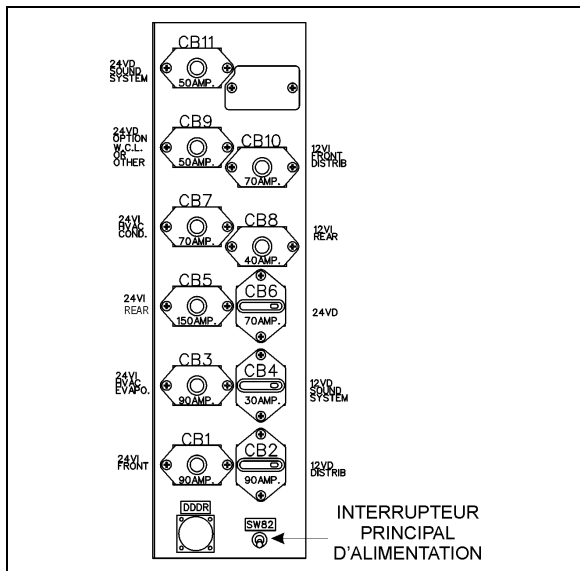 CB11
24VD
SOUND
SYSTEM
50AMP.
CB9
24VD
OPTION
W.C.L.
OR
OTHER
50AMP.
CB10
12VI
FRONT
DISTRIB
70AMP.
CB7
24VI
HVAC
COND.
70AMP.
CB8
12VI
REAR
40AMP.
CB5
24VI
REAR
150AMP.
CB6
24VD
70AMP.
CB3
24VI
HVAC
EVAPO.
90AMP.
CB4
12VD
SOUND
SYSTEM
30AMP.
CB1
24VI
FRONT
90AMP.
CB2
12VD
DISTRIB
90AMP.
DDDR
SW82
INTERRUPTEUR
PRINCIPAL
D'ALIMENTATION